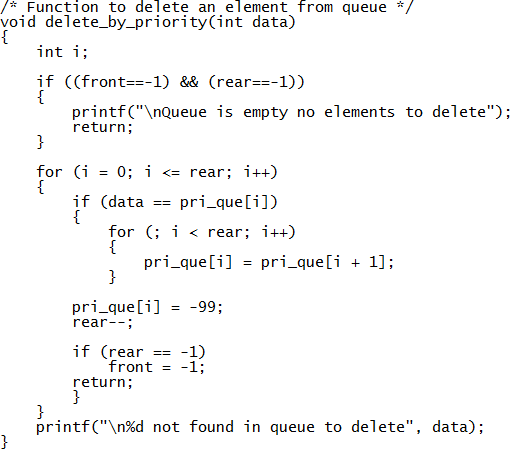 /* Function to delete an element from queue */
void delete_by_priority(int data)
{
    int i;

    if ((front==-1) && (rear==-1))
    {
        printf("\nQueue is empty no elements to delete");
        return;
    }

    for (i = 0; i <= rear; i++)
    {
        if (data == pri_que[i])
        {
            for (; i < rear; i++)
            {
                pri_que[i] = pri_que[i + 1];
            }

        pri_que[i] = -99;
        rear--;

        if (rear == -1)
            front = -1;
        return;
        }
    }
    printf("\n%d not found in queue to delete", data);
}